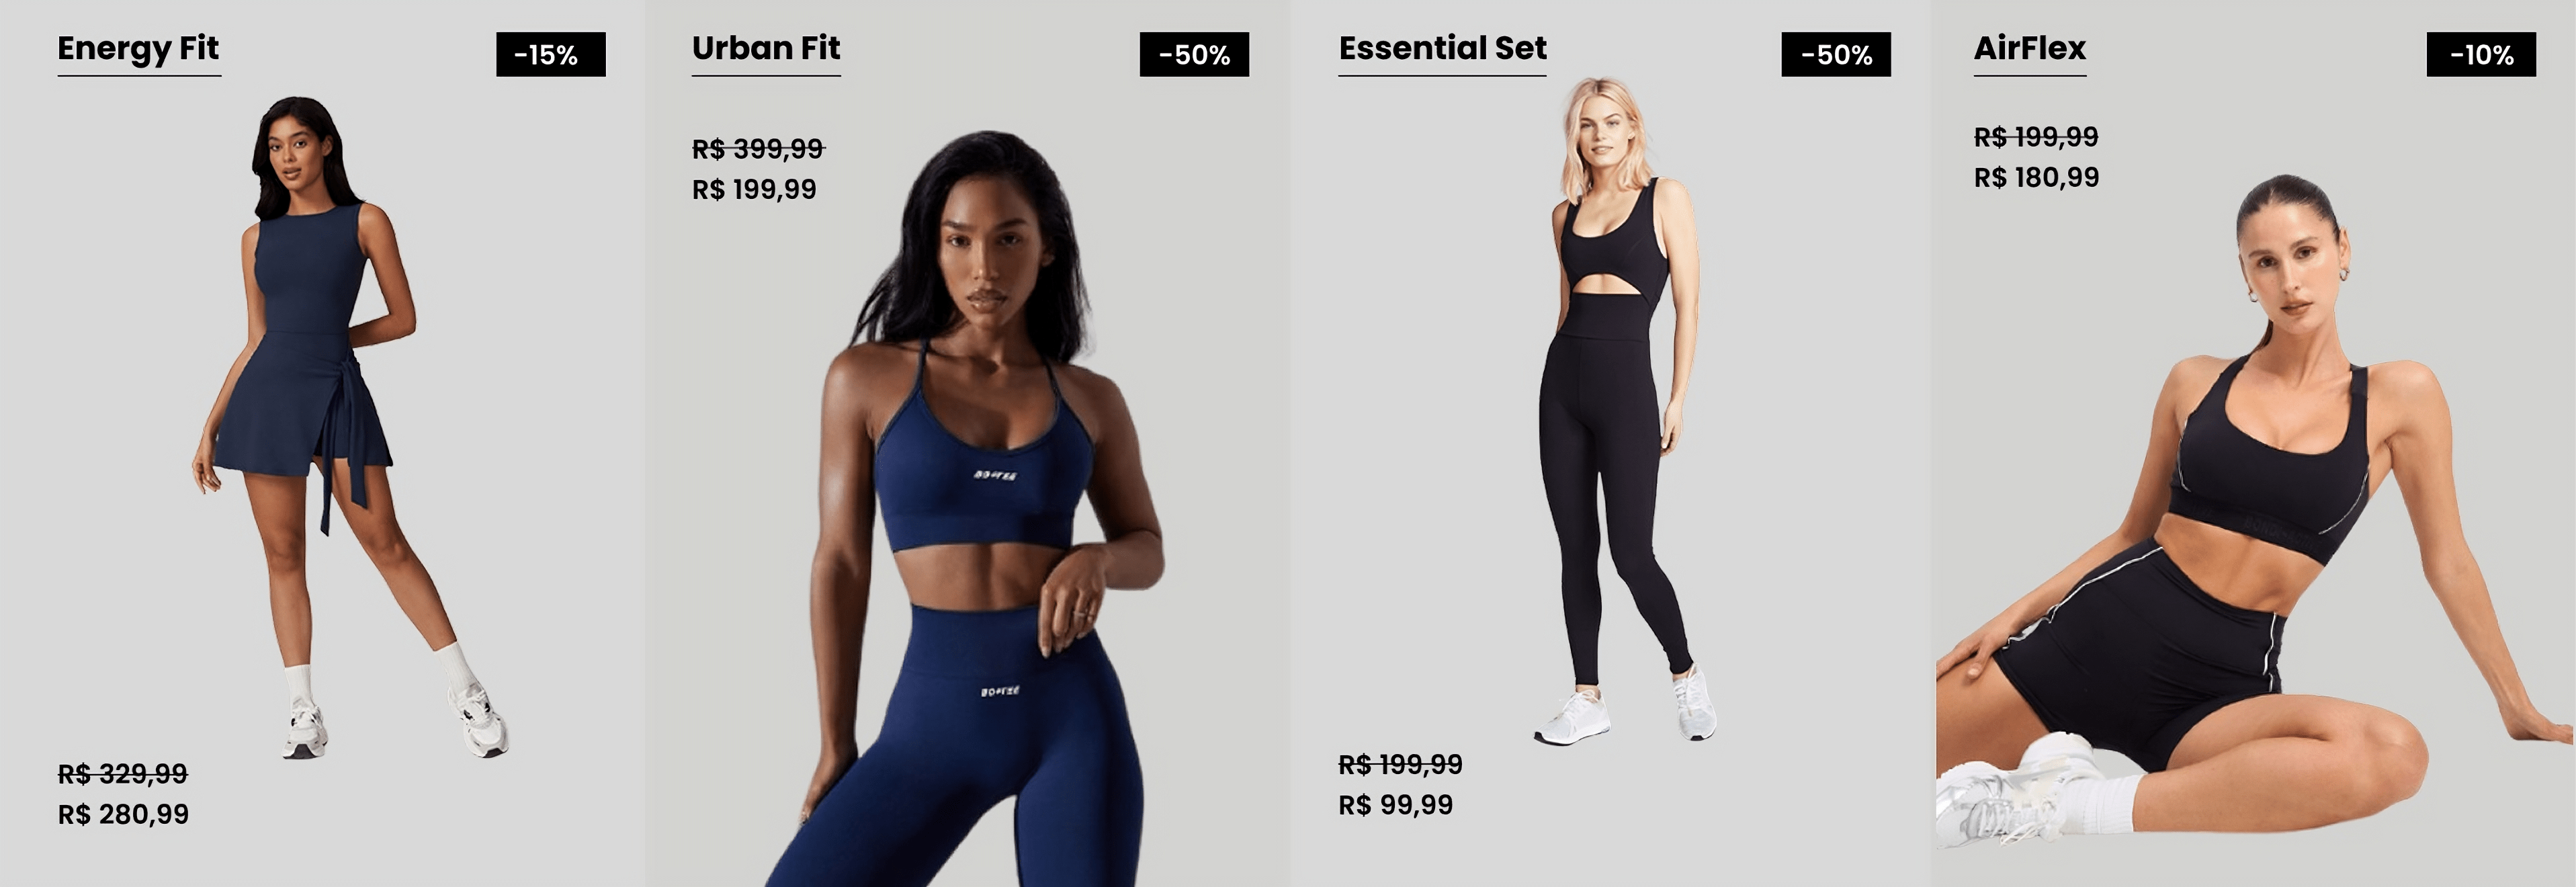 Energy Fit
-15%
R$ 329,99
R$ 280,99
Urban Fit
-50%
R$ 399,99
R$ 199,99
Essential Set
-50%
R$ 199,99
R$ 99,99
AirFlex
-10%
R$ 199,99
R$ 180,99